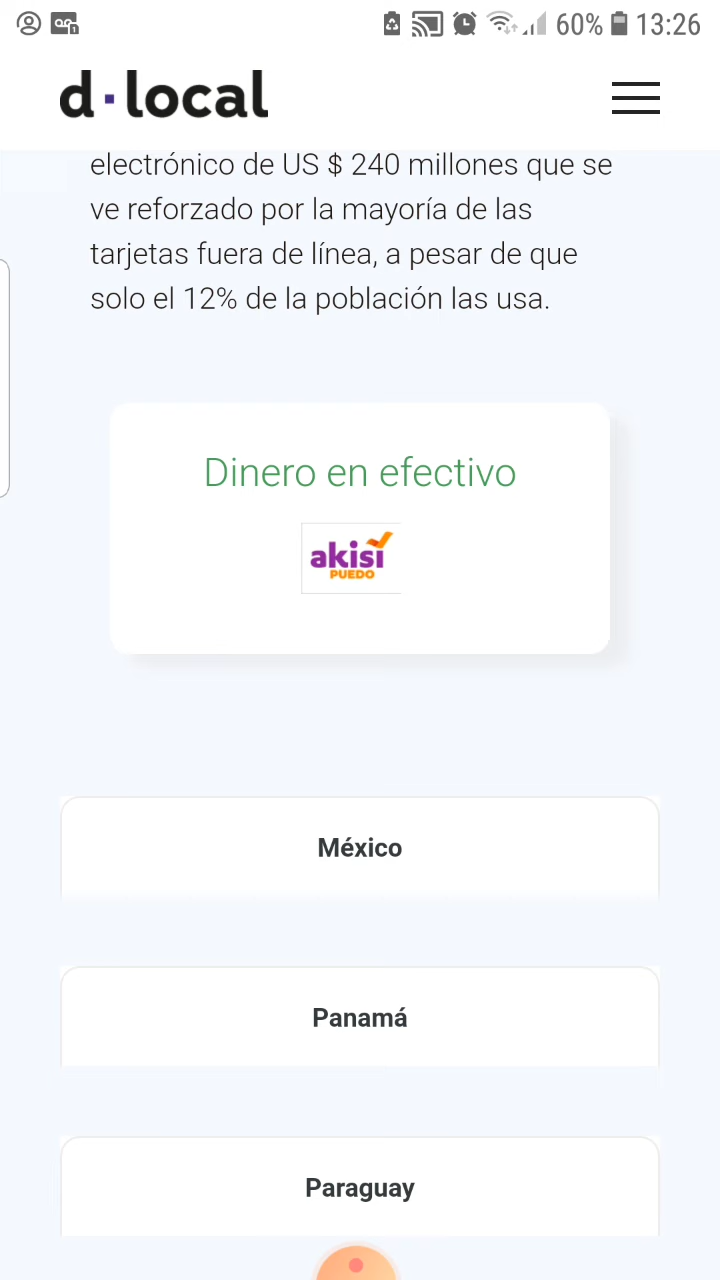 60% 13:26
d·local
electrónico de US $ 240 millones que se
ve reforzado por la mayoría de las
tarjetas fuera de línea, a pesar de que
solo el 12% de la población las usa.
Dinero en efectivo
akisí
PUEDO
México
Panamá
Paraguay